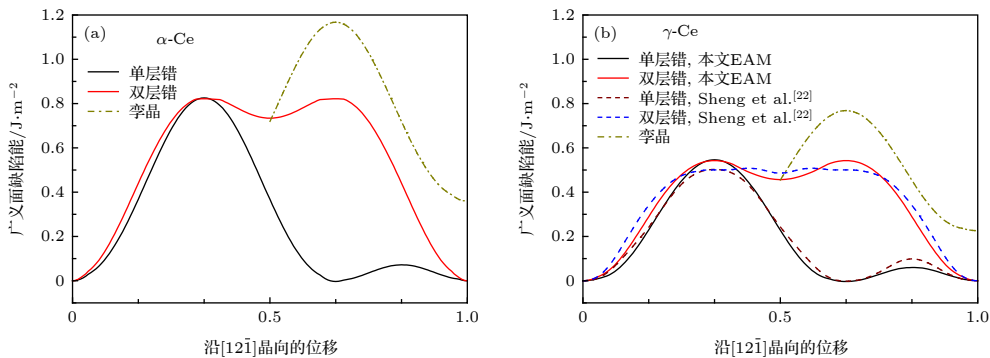 1.2
1.0
0.8
0.6
0.4
0.2
0
(a)
α-Ce
单层错
双层错
孪晶
0
0.5
1.0
广义面缺陷能/J·m⁻²
沿[121̄]晶向的位移
1.2
1.0
0.8
0.6
0.4
0.2
0
(b)
γ-Ce
单层错, 本文EAM
双层错, 本文EAM
单层错, Sheng et al.[22]
双层错, Sheng et al.[22]
孪晶
0
0.5
1.0
广义面缺陷能/J·m⁻²
沿[121̄]晶向的位移